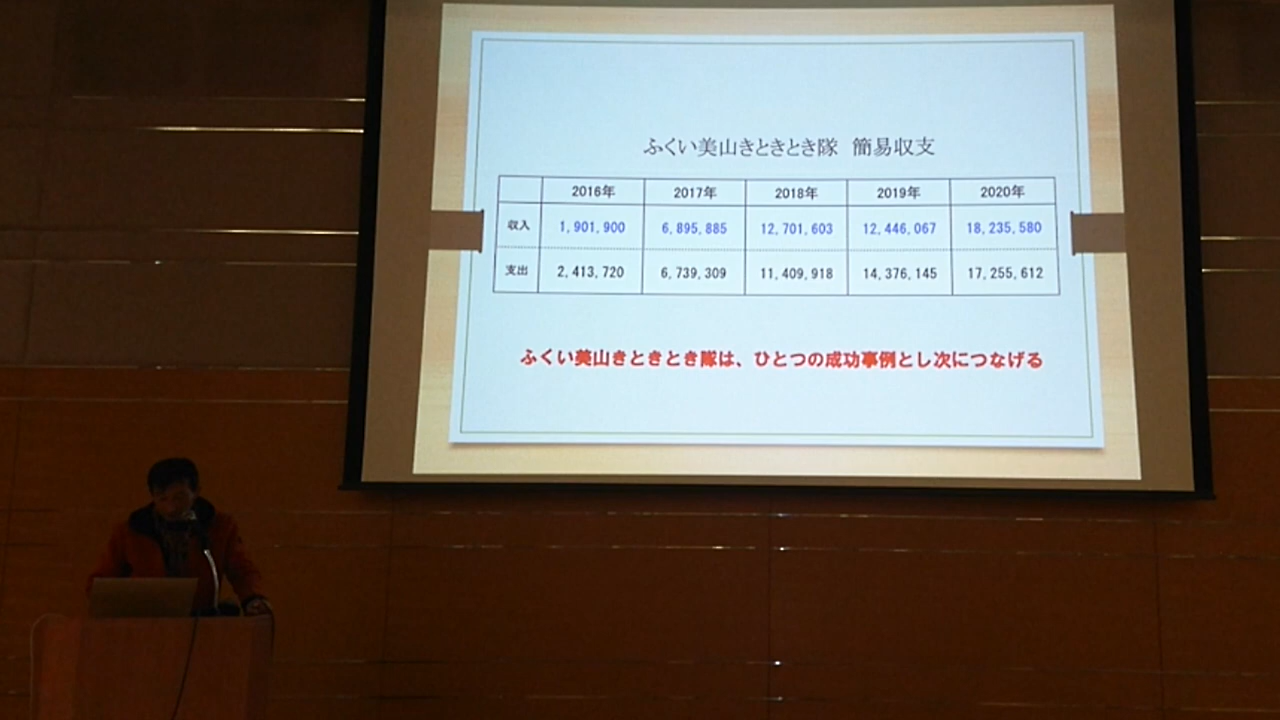 ふくい美山きときとき隊 簡易収支
2016年 2017年 2018年 2019年 2020年
収入 1,901,900 6,895,885 12,701,603 12,446,067 18,235,580
支出 2,413,720 6,739,309 11,409,918 14,376,145 17,255,612
ふくい美山きときとき隊は、ひとつの成功事例とし次につなげる